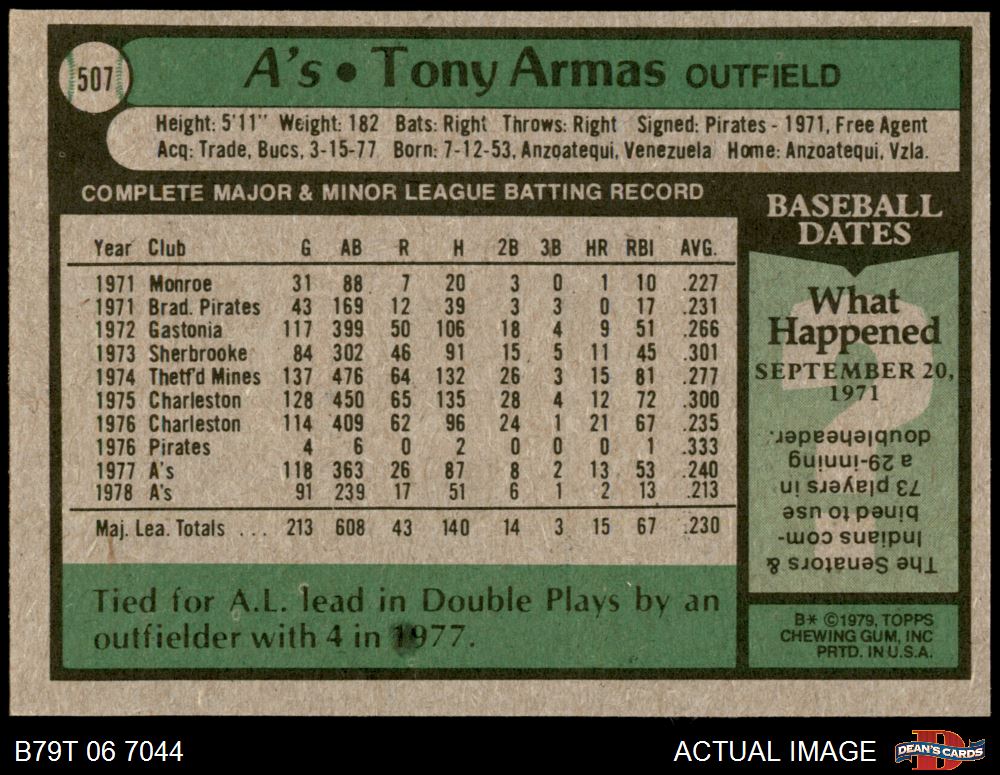 507
A's • Tony Armas OUTFIELD
Height: 5'11" Weight: 182 Bats: Right Throws: Right Signed: Pirates - 1971, Free Agent
Acq: Trade, Bucs, 3-15-77 Born: 7-12-53, Anzoatequi, Venezuela Home: Anzoatequi, Vzla.
COMPLETE MAJOR & MINOR LEAGUE BATTING RECORD
Year Club G AB R H 2B 3B HR RBI AVG.
1971 Monroe 31 88 7 20 3 0 1 10 .227
1971 Brad. Pirates 43 169 12 39 3 3 0 17 .231
1972 Gastonia 117 399 50 106 18 4 9 51 .266
1973 Sherbrooke 84 302 46 91 15 5 11 45 .301
1974 Thetf'd Mines 137 476 64 132 26 3 15 81 .277
1975 Charleston 128 450 65 135 28 4 12 72 .300
1976 Charleston 114 409 62 96 24 1 21 67 .235
1976 Pirates 4 6 0 2 0 0 0 1 .333
1977 A's 118 363 26 87 8 2 13 53 .240
1978 A's 91 239 17 51 6 1 2 13 .213
Maj. Lea. Totals ... 213 608 43 140 14 3 15 67 .230
Tied for A.L. lead in Double Plays by an
outfielder with 4 in 1977.
BASEBALL
DATES
What
Happened
SEPTEMBER 20,
1971
The Senators &
Indians com-
bined to use
73 players in
a 29-inning
doubleheader.
B* ©1979, TOPPS
CHEWING GUM, INC
PRTD. IN U.S.A.
B79T 06 7044
ACTUAL IMAGE
DEAN'S CARDS